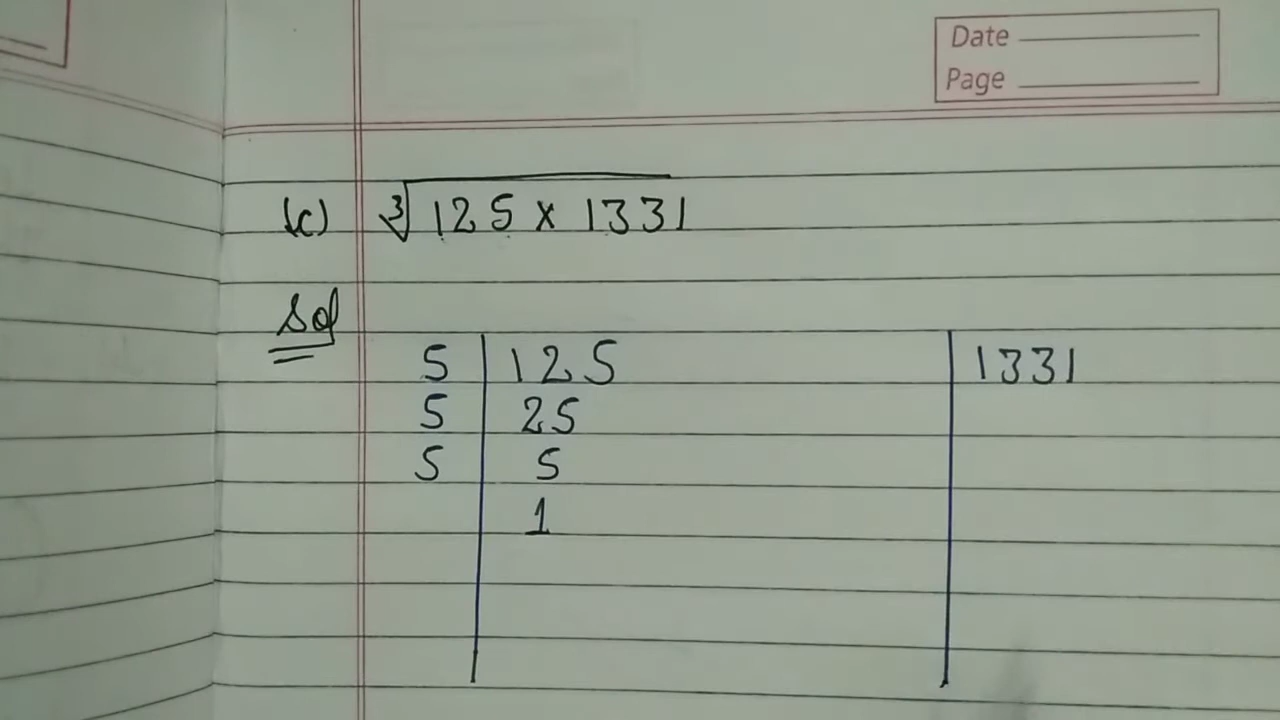 Date
Page
(c) ∛125 x 1331
Sol
5 | 125 | 1331
5 | 25
5 | 5
1